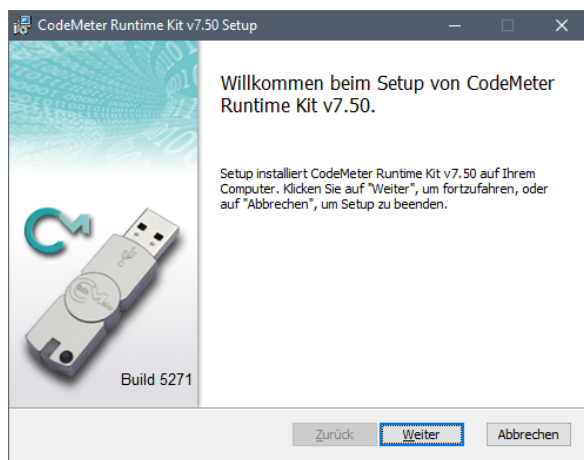 CodeMeter Runtime Kit v7.50 Setup
Willkommen beim Setup von CodeMeter
Runtime Kit v7.50.
Setup installiert CodeMeter Runtime Kit v7.50 auf Ihrem
Computer. Klicken Sie auf "Weiter", um fortzufahren, oder
auf "Abbrechen", um Setup zu beenden.
Build 5271
Zurück Weiter Abbrechen